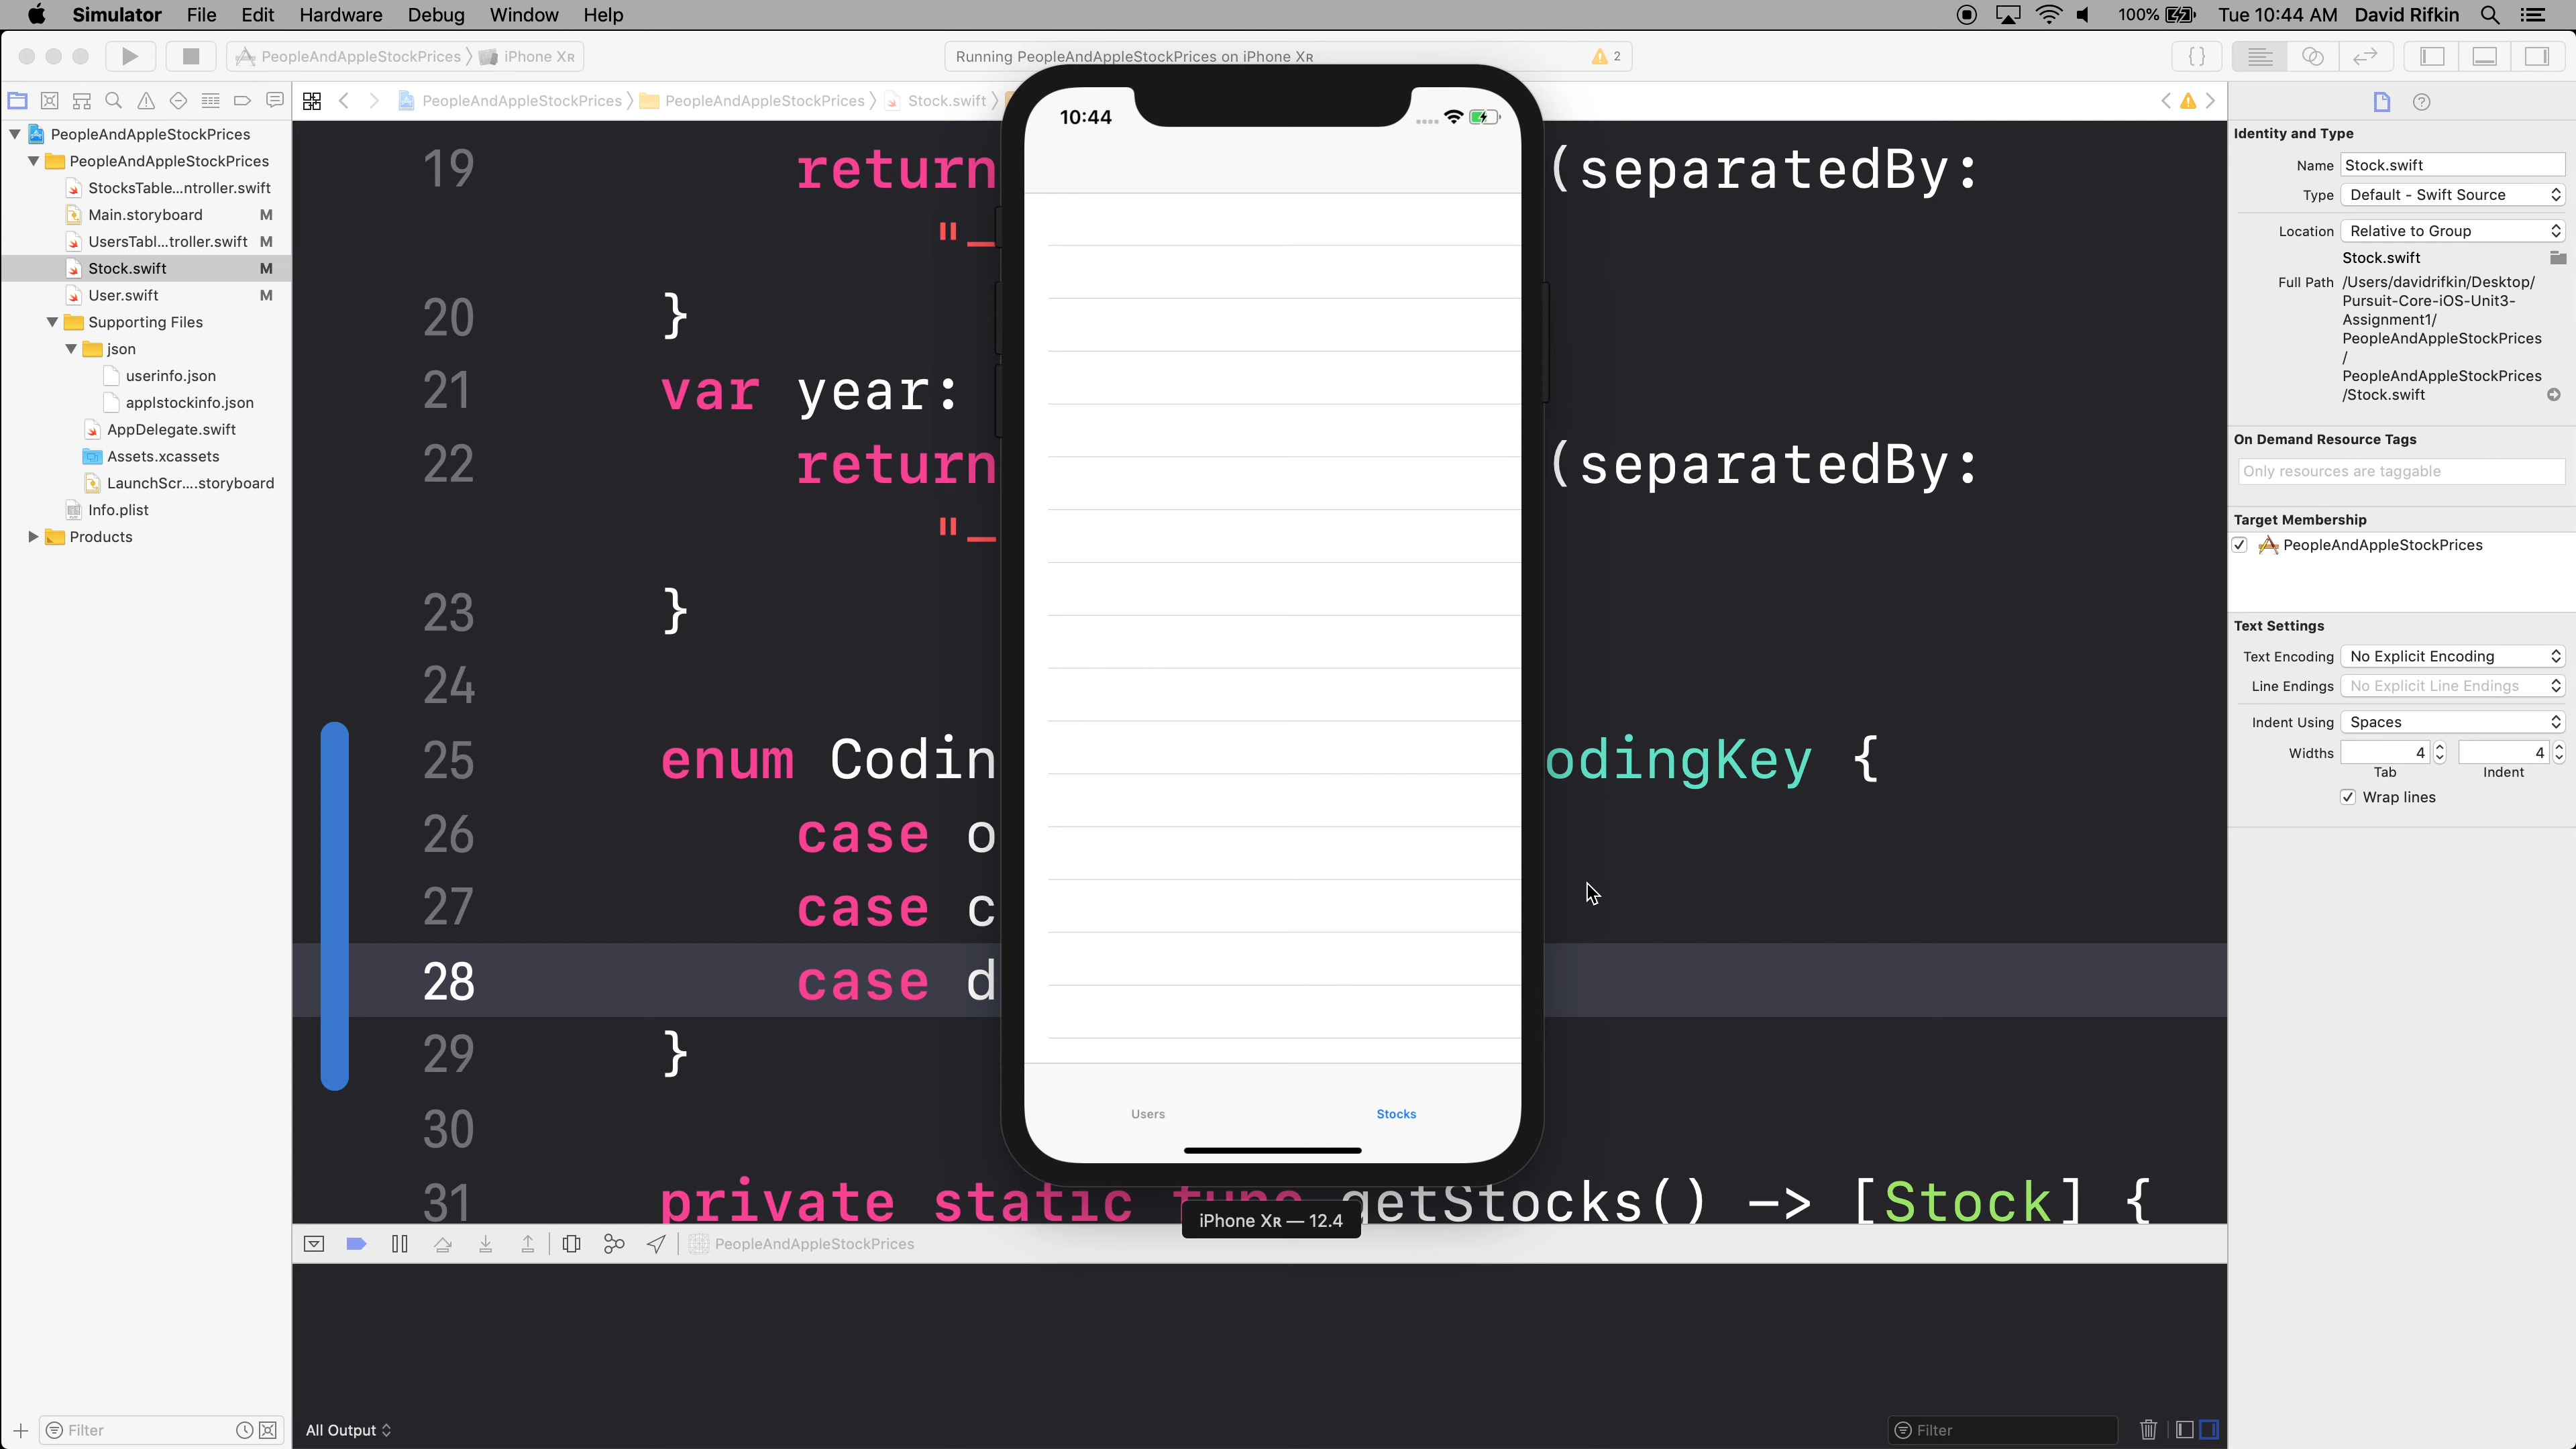 Simulator File Edit Hardware Debug Window Help 100% Tue 10:44 AM David Rifkin
PeopleAndAppleStockPrices iPhone XR Running PeopleAndAppleStockPrices on iPhone XR 2
PeopleAndAppleStockPrices PeopleAndAppleStockPrices Stock.swift
PeopleAndAppleStockPrices
PeopleAndAppleStockPrices
StocksTable...ntroller.swift
Main.storyboard M
UsersTabl...troller.swift M
Stock.swift M
User.swift M
Supporting Files
json
userinfo.json
applstockinfo.json
AppDelegate.swift
Assets.xcassets
LaunchScr....storyboard
Info.plist
Products
Filter
19 return (separatedBy:
"-
20 }
21 var year:
22 return (separatedBy:
"-
23 }
24
25 enum Codin odingKey {
26 case o
27 case c
28 case d
29 }
30
31 private static func getStocks() -> [Stock] {
10:44
Users Stocks
iPhone XR — 12.4
PeopleAndAppleStockPrices
All Output
Filter
Identity and Type
Name Stock.swift
Type Default - Swift Source
Location Relative to Group
Stock.swift
Full Path /Users/davidrifkin/Desktop/
Pursuit-Core-iOS-Unit3-
Assignment1/
PeopleAndAppleStockPrices
/
PeopleAndAppleStockPrices
/Stock.swift
On Demand Resource Tags
Only resources are taggable
Target Membership
PeopleAndAppleStockPrices
Text Settings
Text Encoding No Explicit Encoding
Line Endings No Explicit Line Endings
Indent Using Spaces
Widths 4 4
Tab Indent
Wrap lines